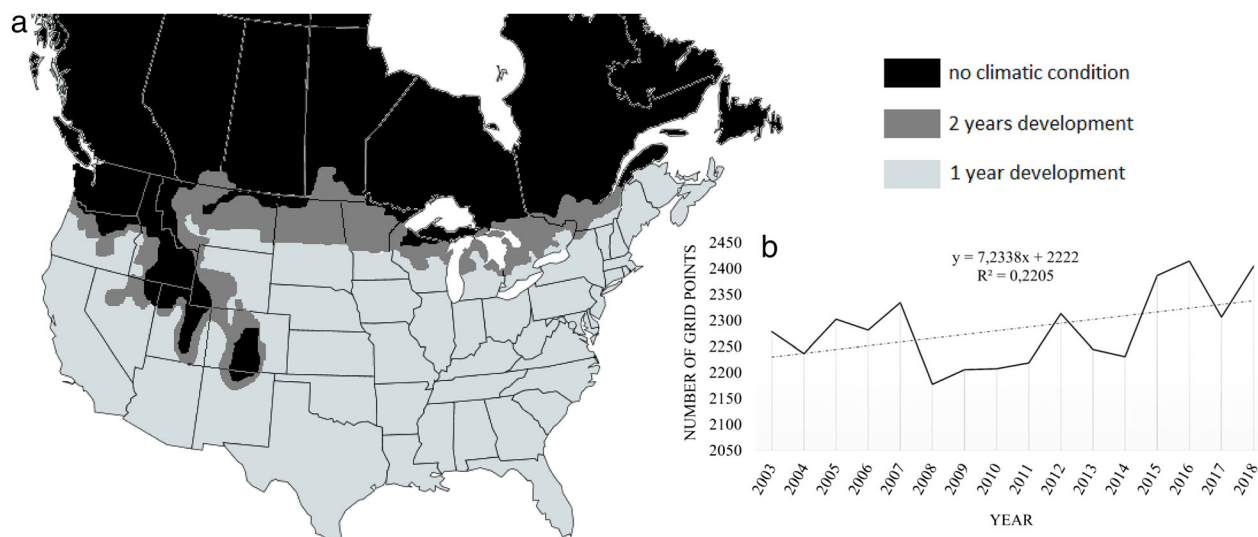 a
no climatic condition
2 years development
1 year development
b
NUMBER OF GRID POINTS
2450
2400
2350
2300
2250
2200
2150
2100
2050
y = 7,2338x + 2222
R² = 0,2205
2003
2004
2005
2006
2007
2008
2009
2010
2011
2012
2013
2014
2015
2016
2017
2018
YEAR